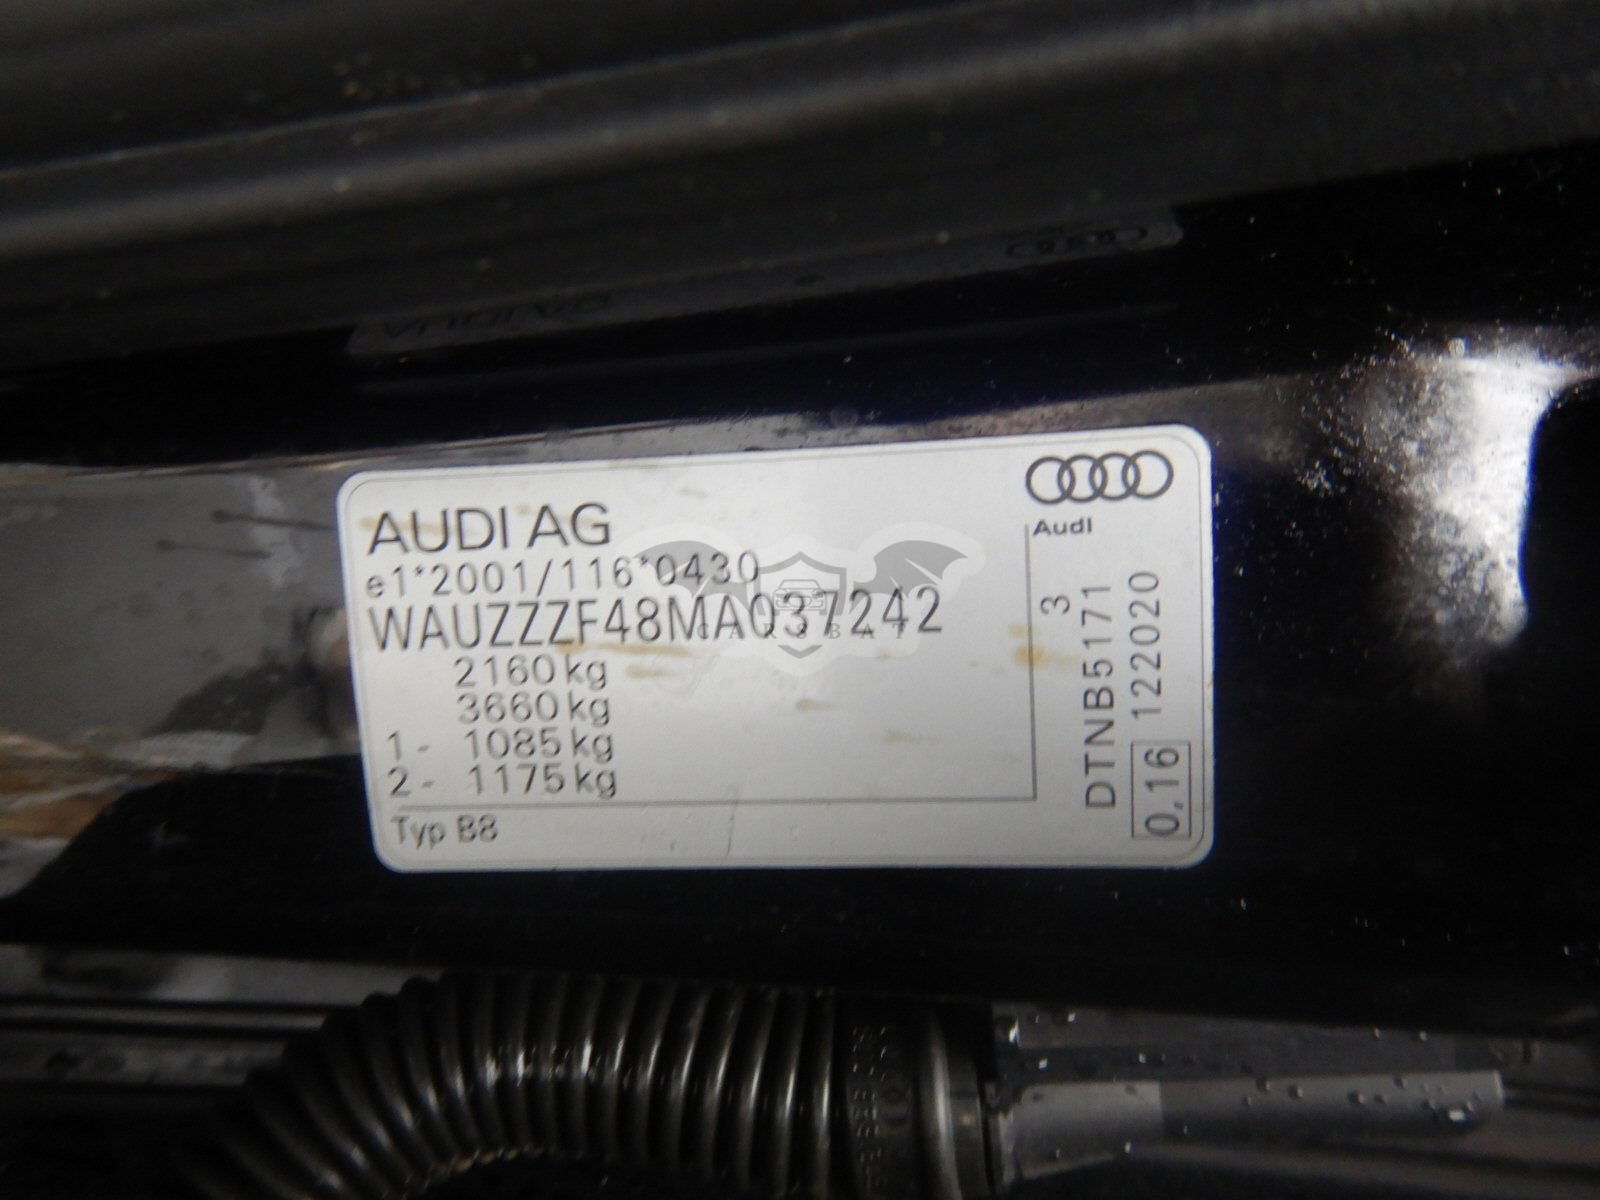 AUDI AG
e1*2001/116*0430
WAUZZZF48MA037242
2160 kg
3660 kg
1 - 1085 kg
2 - 1175 kg
Typ B8
Audi
3
DTNB5171
0,16 122020
CARSBAT